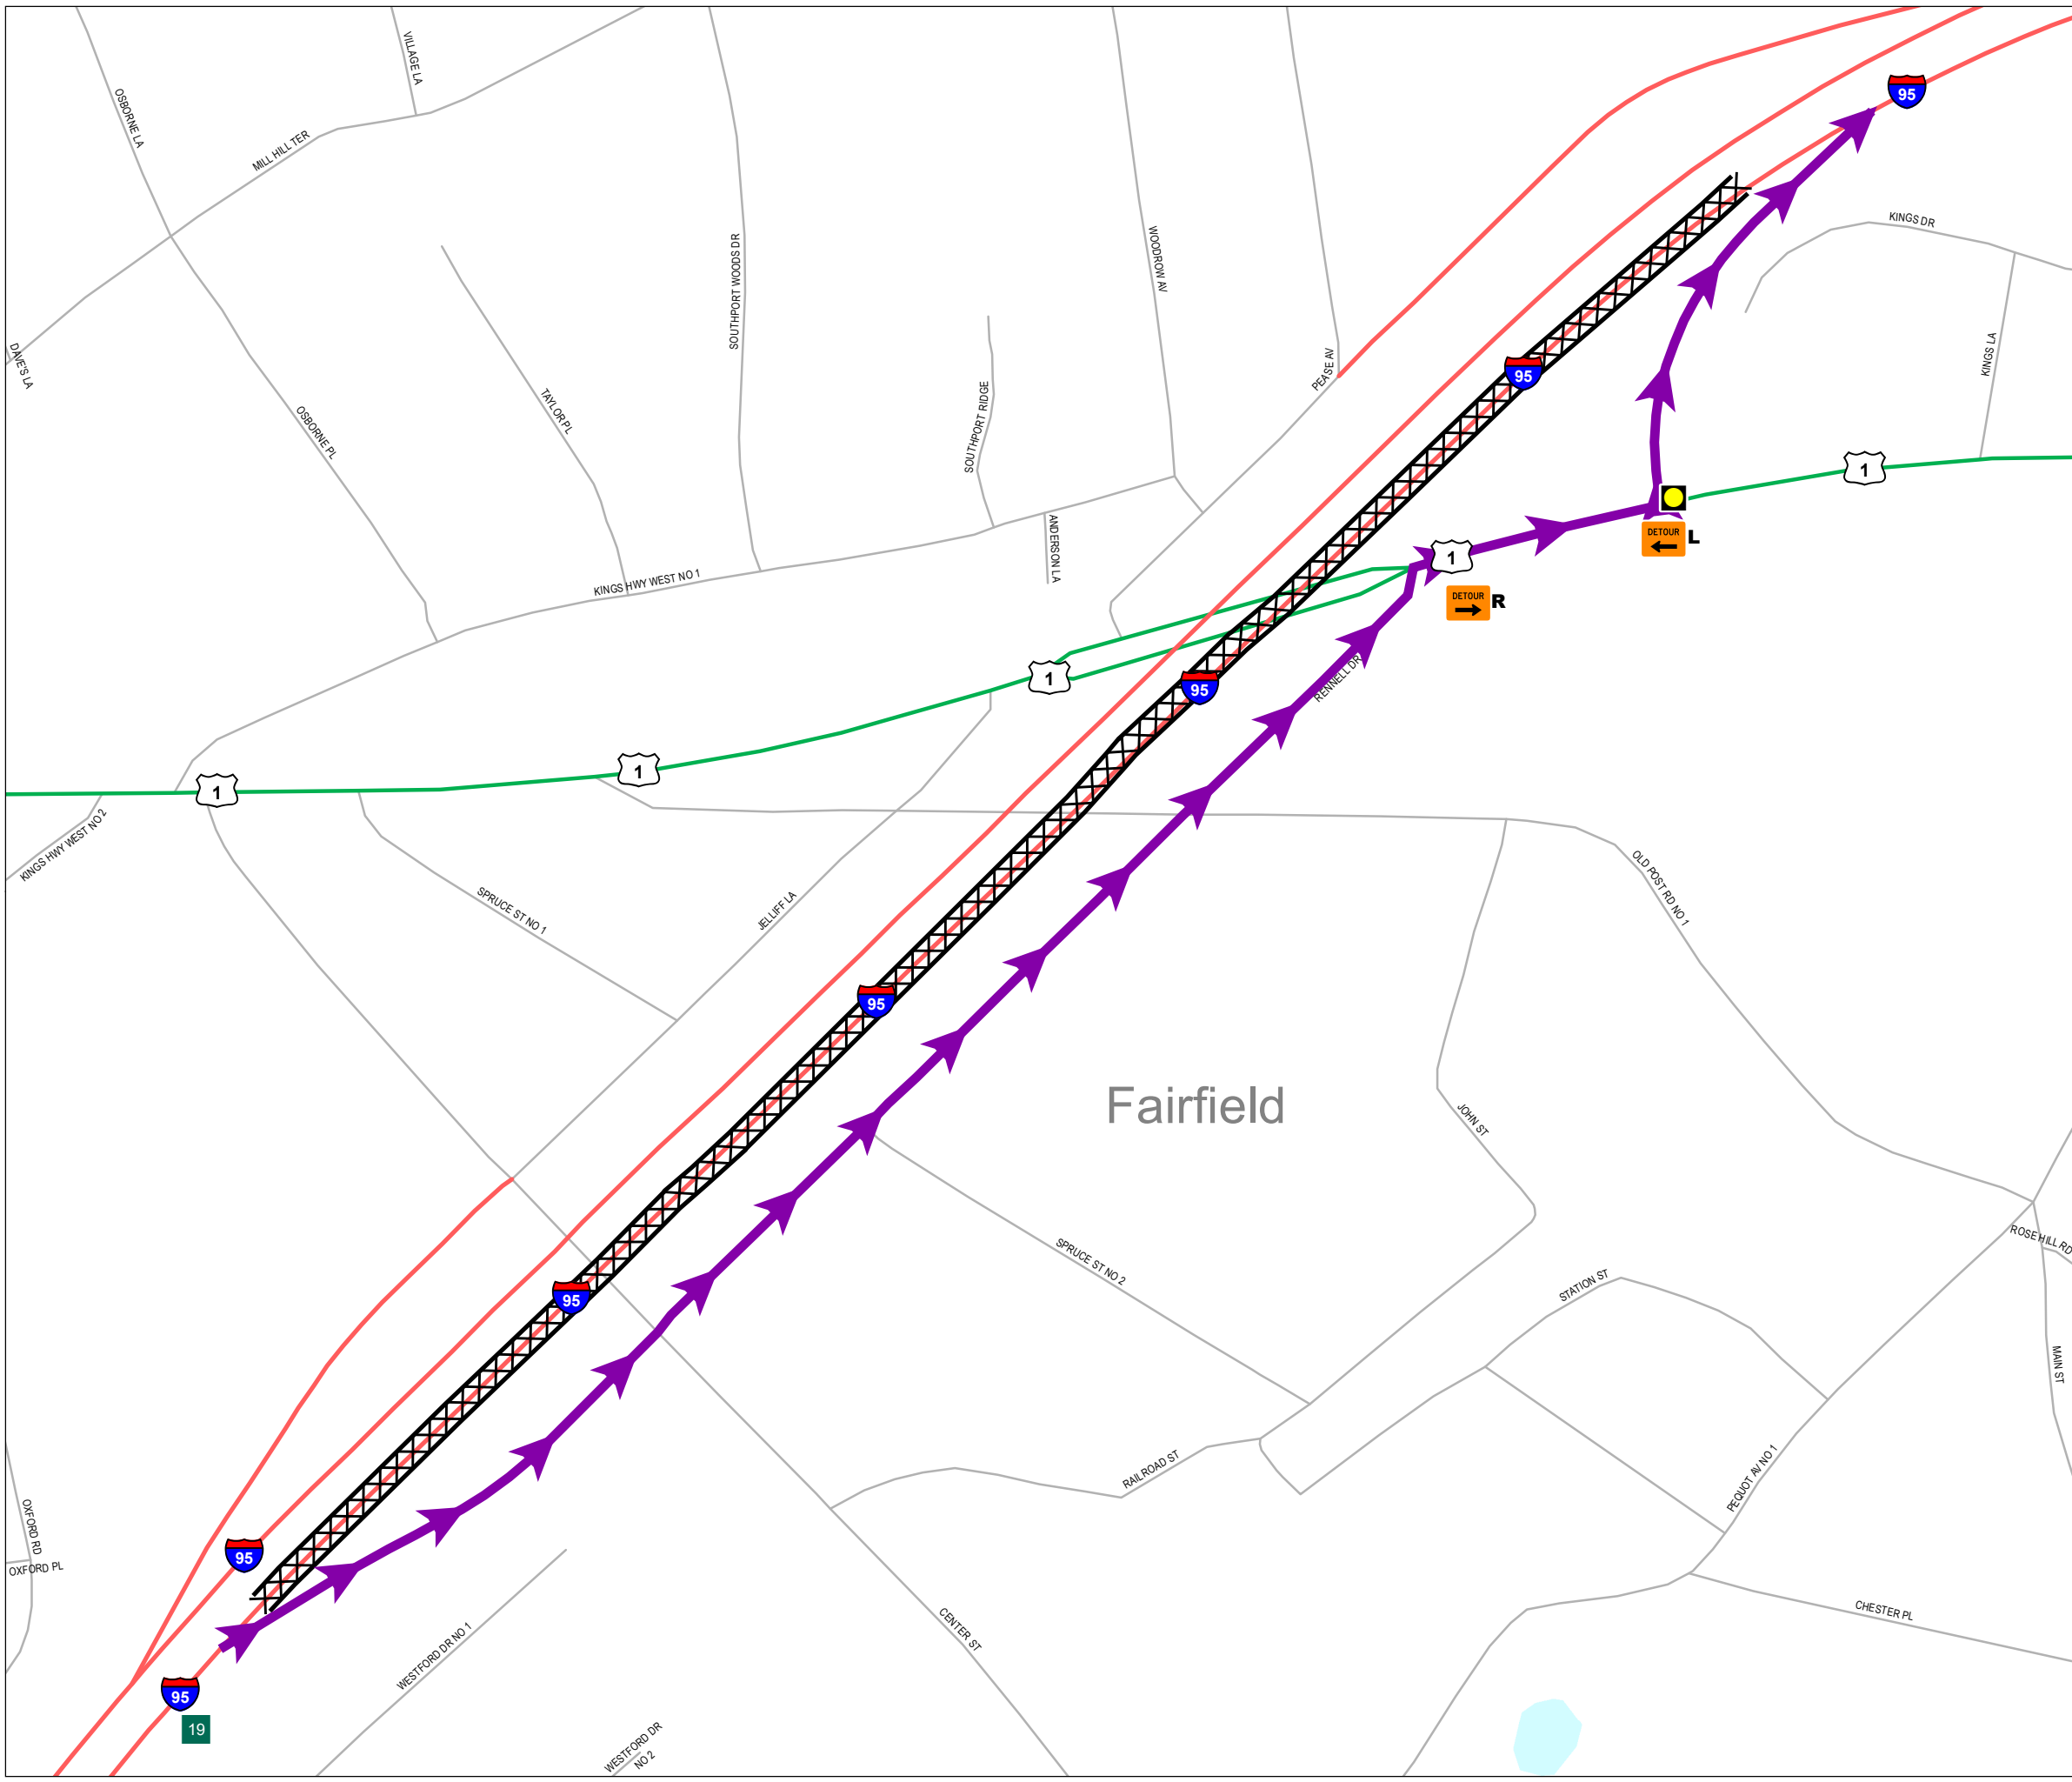 VILLAGE LA
OSBORNE LA
MILL HILL TER
95
KINGS DR
WOODROW AV
SOUTHPORT WOODS DR
DAVE'S LA
KINGS LA
PEASE AV
95
TAYLOR PL
SOUTHPORT RIDGE
OSBORNE PL
1
DETOUR
L
ANDERSON LA
1
KINGS HWY WEST NO 1
DETOUR
R
1
RENNELL DR
95
1
1
KINGS HWY WEST NO 2
OLD POST RD NO 1
SPRUCE ST NO 1
JELLIFF LA
95
Fairfield
JOHN ST
ROSE HILL RD
SPRUCE ST NO 2
STATION ST
95
MAIN ST
RAILROAD ST
PEQUOT AV NO 1
OXFORD RD
95
OXFORD PL
CHESTER PL
CENTER ST
WESTFORD DR NO 1
95
19
WESTFORD DR
NO 2